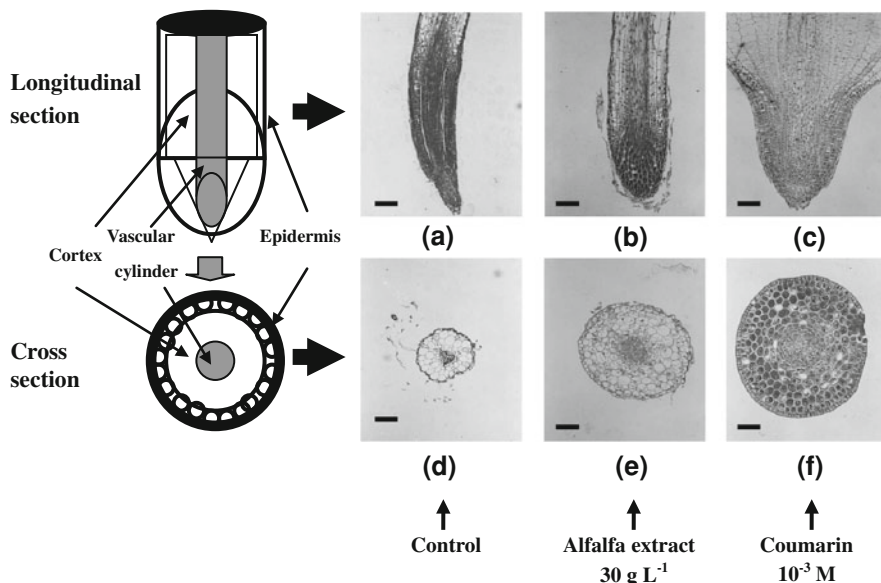 Longitudinal
section
Cortex
Vascular
cylinder
Epidermis
(a)
(b)
(c)
Cross
section
(d)
(e)
(f)
Control
Alfalfa extract
30 g L⁻¹
Coumarin
10⁻³ M